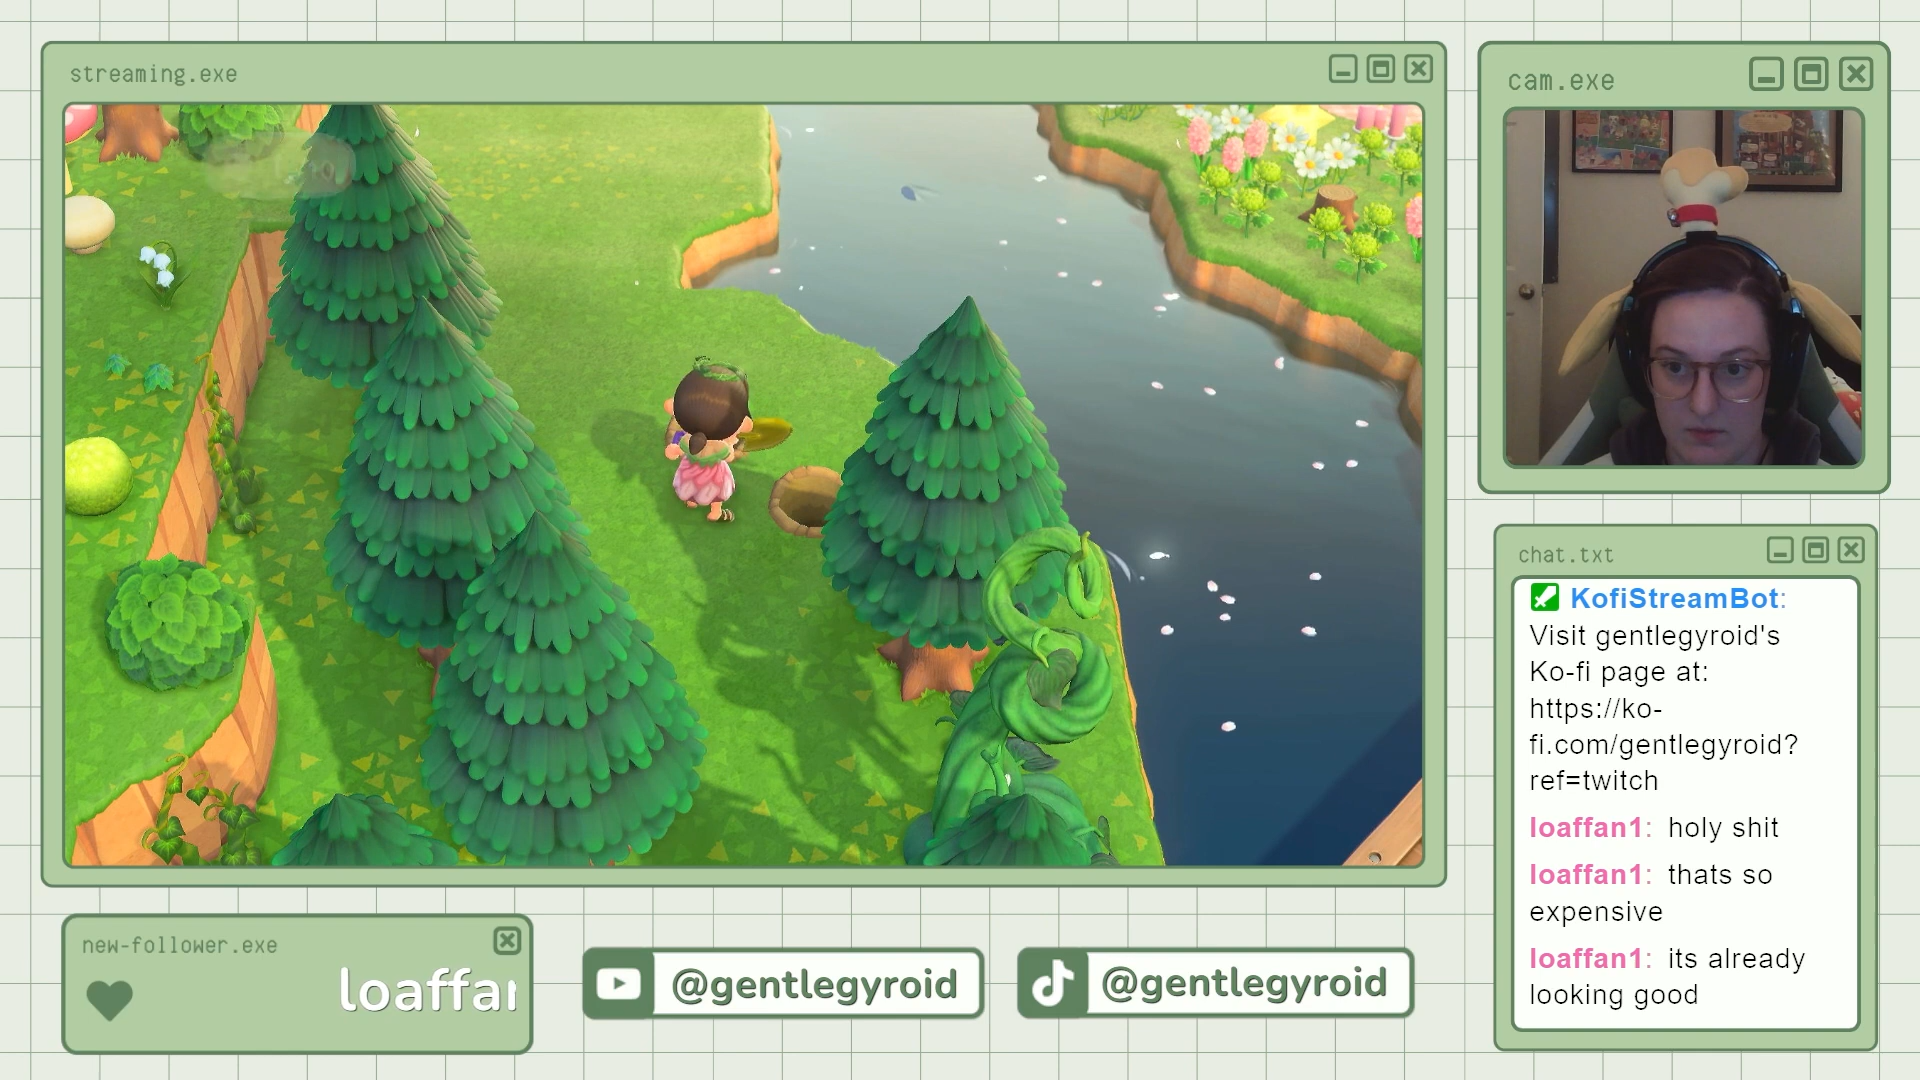 streaming.exe
cam.exe
chat.txt
KofiStreamBot:
Visit gentlegyroid's
Ko-fi page at:
https://ko-
fi.com/gentlegyroid?
ref=twitch
loaffan1: holy shit
loaffan1: thats so
expensive
loaffan1: its already
looking good
new-follower.exe
loaffan
@gentlegyroid
@gentlegyroid